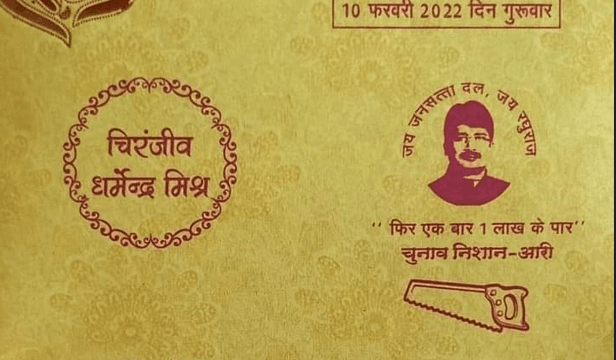 10 फरवरी 2022 दिन गुरूवार
चिरंजीव
धर्मेन्द्र मिश्र
जय जनसत्ता दल, जय रघुराज
'' फिर एक बार 1 लाख के पार''
चुनाव निशान-आरी